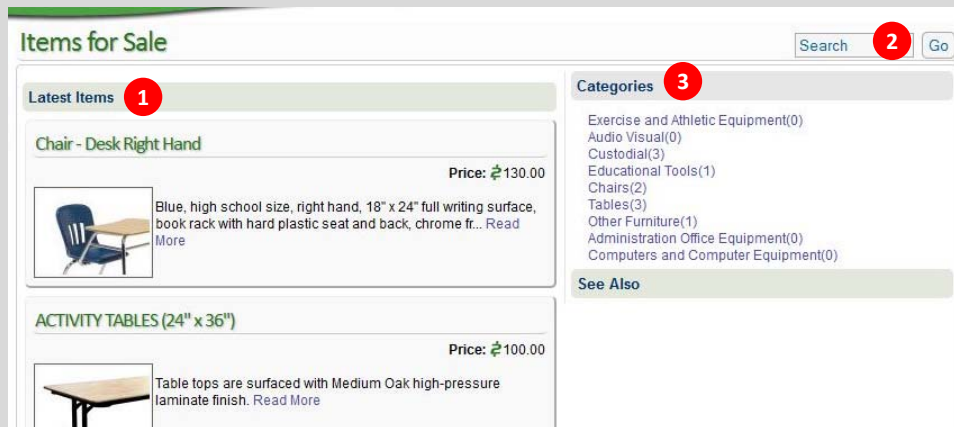 Items for Sale
Search 2 Go
Latest Items 1
Chair - Desk Right Hand
Price: 130.00
Blue, high school size, right hand, 18" x 24" full writing surface,
book rack with hard plastic seat and back, chrome fr... Read
More
ACTIVITY TABLES (24" x 36")
Price: 100.00
Table tops are surfaced with Medium Oak high-pressure
laminate finish. Read More
Categories 3
Exercise and Athletic Equipment(0)
Audio Visual(0)
Custodial(3)
Educational Tools(1)
Chairs(2)
Tables(3)
Other Furniture(1)
Administration Office Equipment(0)
Computers and Computer Equipment(0)
See Also